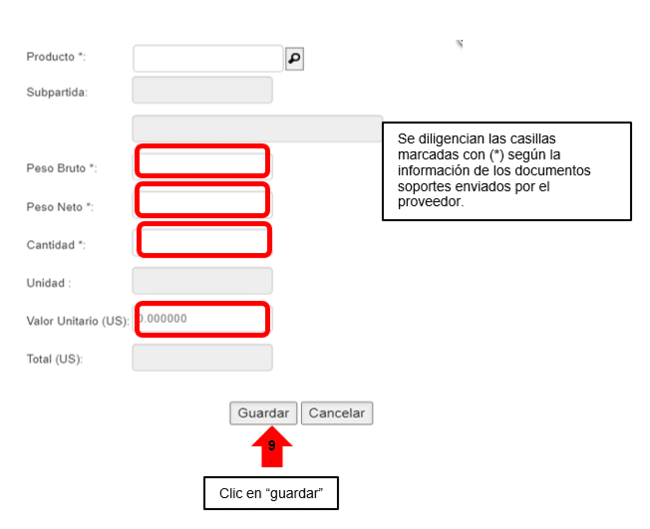 Producto *:
Subpartida:
Se diligencian las casillas
marcadas con (*) según la
información de los documentos
soportes enviados por el
proveedor.
Peso Bruto *:
Peso Neto *:
Cantidad *:
Unidad :
Valor Unitario (US): 0.000000
Total (US):
Guardar Cancelar
9
Clic en “guardar”